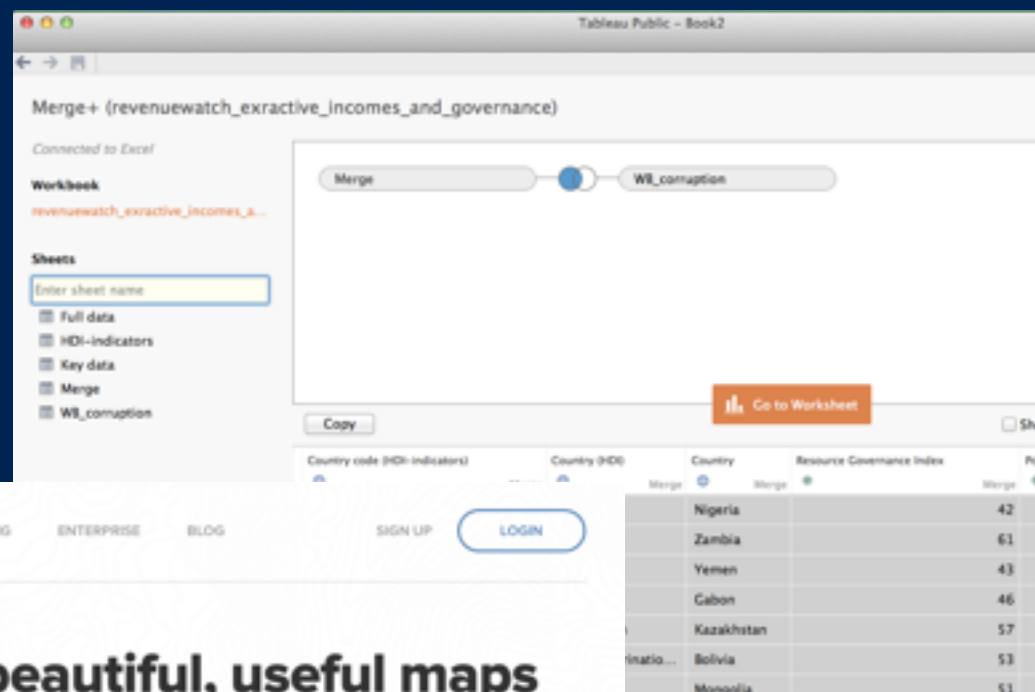 Tableau Public - Book2
Merge+ (revenuewatch_exractive_incomes_and_governance)
Connected to Excel
Workbook
revenuewatch_exractive_incomes_a...
Sheets
Enter sheet name
Full data
HDI-indicators
Key data
Merge
WB_corruption
Merge
WB_corruption
Go to Worksheet
Copy
Sh
Country code (HDI-indicators)
Country (HDI)
Country
Resource Governance Index
Merge
Merge
Merge
Nigeria 42
Zambia 61
Yemen 43
Gabon 46
Kazakhstan 57
Bolivia 53
Mongolia 51
ENTERPRISE
BLOG
SIGN UP
LOGIN
beautiful, useful maps